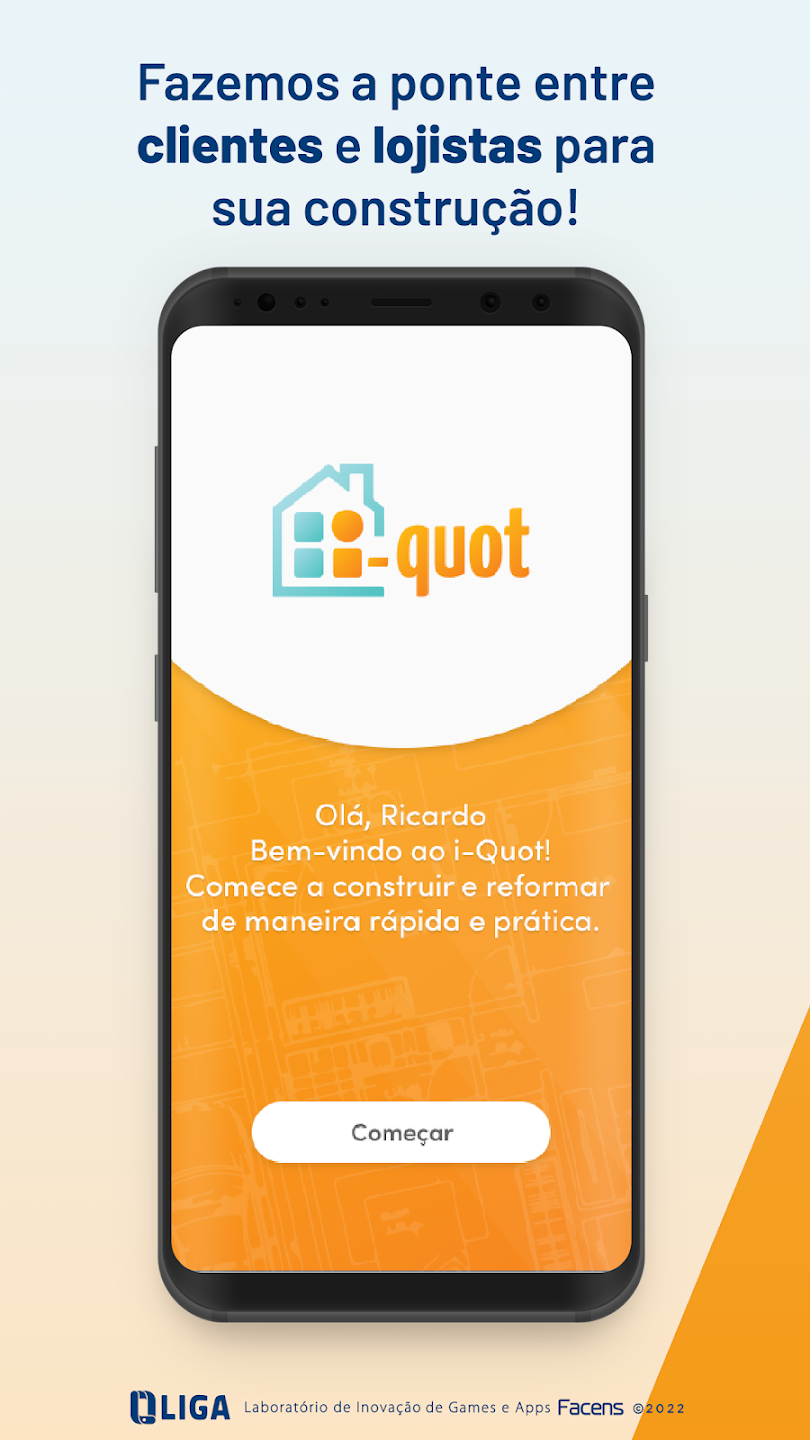 Fazemos a ponte entre
clientes e lojistas para
sua construção!
i-quot
Olá, Ricardo
Bem-vindo ao i-Quot!
Comece a construir e reformar
de maneira rápida e prática.
Começar
LIGA Laboratório de Inovação de Games e Apps Facens ©2022